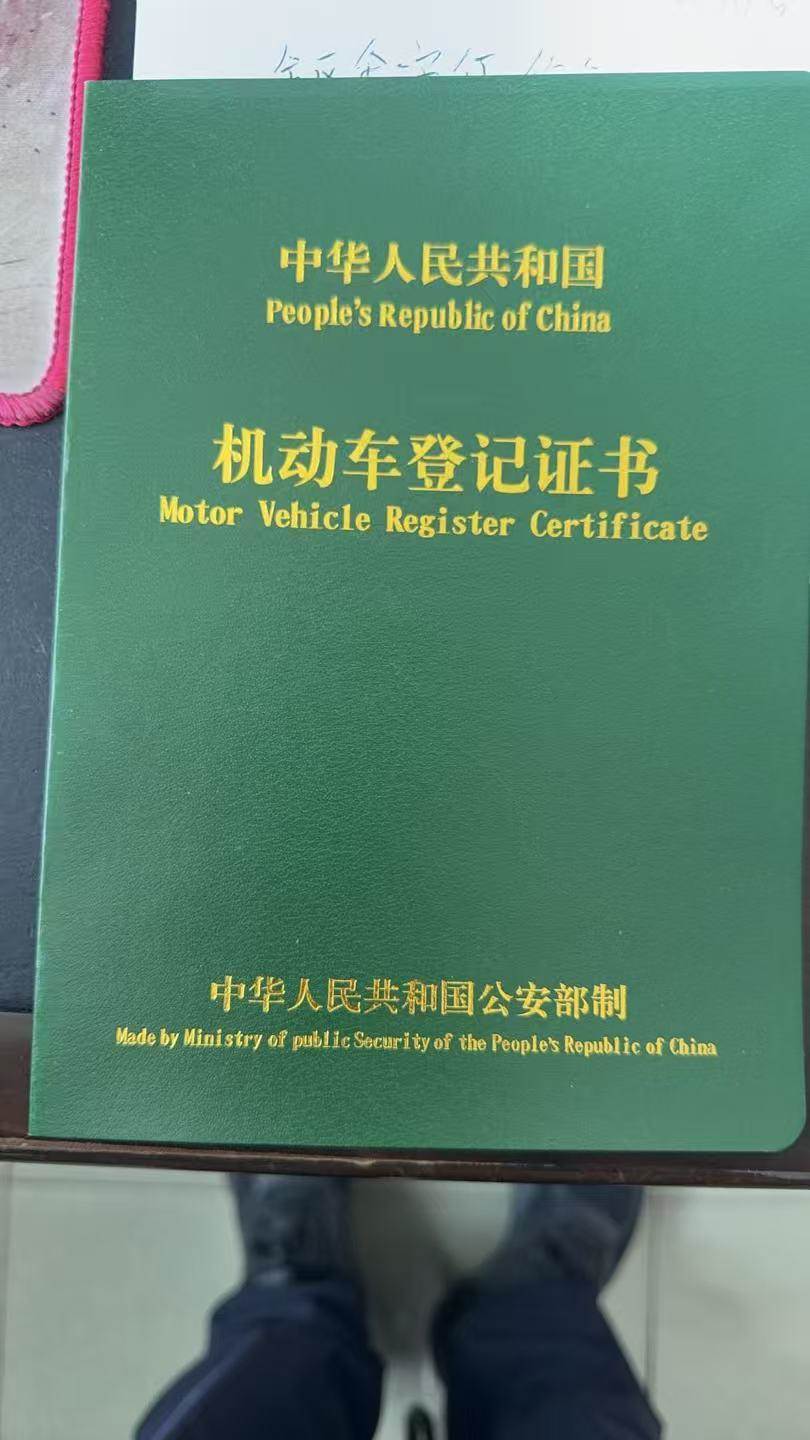 中华人民共和国
People's Republic of China
机动车登记证书
Motor Vehicle Register Certificate
中华人民共和国公安部制
Made by Ministry of public Security of the People's Republic of China